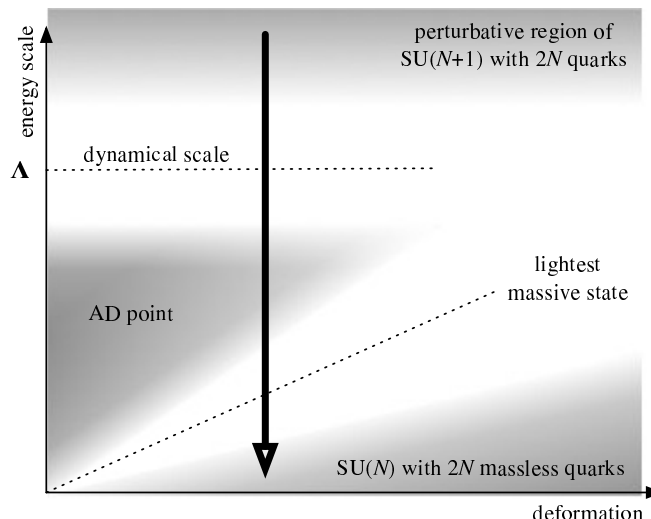 perturbative region of
SU(N+1) with 2N quarks
energy scale
dynamical scale
Λ
lightest
massive state
AD point
SU(N) with 2N massless quarks
deformation